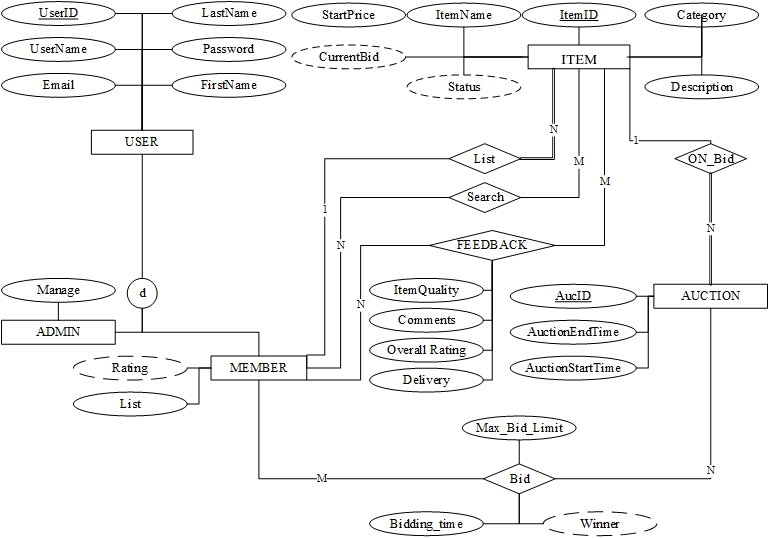 UserID
LastName
StartPrice
ItemName
ItemID
Category
UserName
Password
CurrentBid
ITEM
Email
FirstName
Status
Description
N
USER
1
List
M
ON_Bid
M
Search
1
N
N
FEEDBACK
Manage
d
ItemQuality
AucID
AUCTION
N
Comments
ADMIN
AuctionEndTime
Overall Rating
Rating
MEMBER
AuctionStartTime
Delivery
List
Max_Bid_Limit
M
Bid
N
Bidding_time
Winner